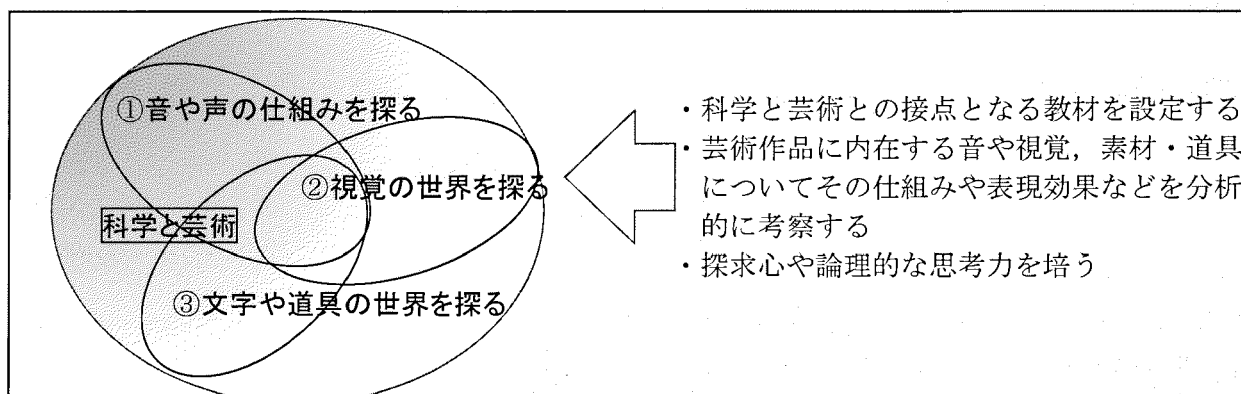 ①音や声の仕組みを探る
②視覚の世界を探る
科学と芸術
③文字や道具の世界を探る
・科学と芸術との接点となる教材を設定する
・芸術作品に内在する音や視覚，素材・道具
についてその仕組みや表現効果などを分析
的に考察する
・探求心や論理的な思考力を培う